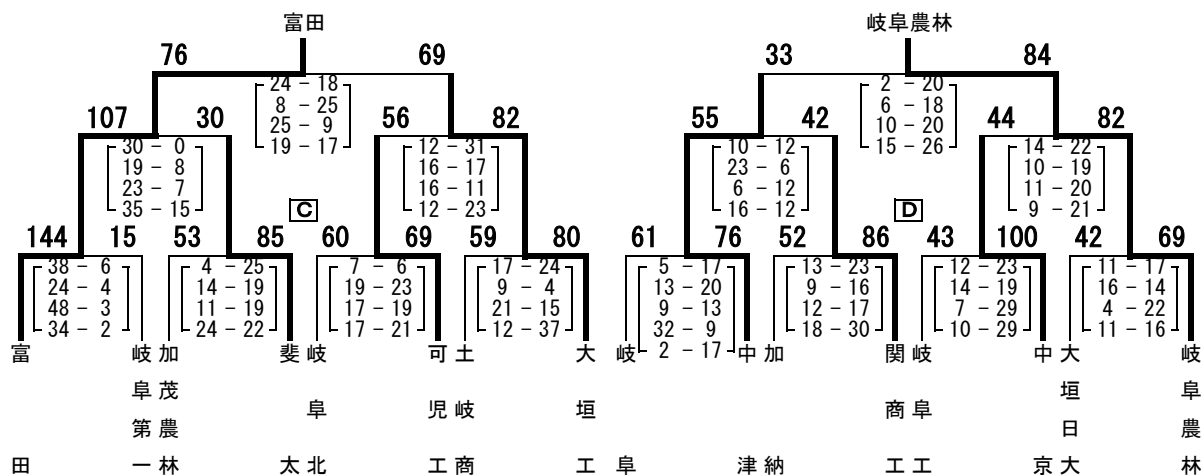 富田 岐阜農林
76 69 33 84
24 - 18 2 - 20
8 - 25 6 - 18
25 - 9 10 - 20
19 - 17 15 - 26
107 30 56 82 55 42 44 82
30 - 0 12 - 31 10 - 12 14 - 22
19 - 8 16 - 17 23 - 6 10 - 19
23 - 7 16 - 11 6 - 12 11 - 20
35 - 15 12 - 23 16 - 12 9 - 21
C D
144 15 53 85 60 69 59 80 61 76 52 86 43 100 42 69
38 - 6 4 - 25 7 - 6 17 - 24 5 - 17 13 - 23 12 - 23 11 - 17
24 - 4 14 - 19 19 - 23 9 - 4 13 - 20 9 - 16 14 - 19 16 - 14
48 - 3 11 - 19 17 - 19 21 - 15 9 - 13 12 - 17 7 - 29 4 - 22
34 - 2 24 - 22 17 - 21 12 - 37 32 - 9 18 - 30 10 - 29 11 - 16
2 - 17
富田
岐阜第一
加茂農林
斐太
岐阜北
可児工
土岐商
大垣工
岐阜
中津
加納
関商工
岐阜工
中京
大垣日大
岐阜農林